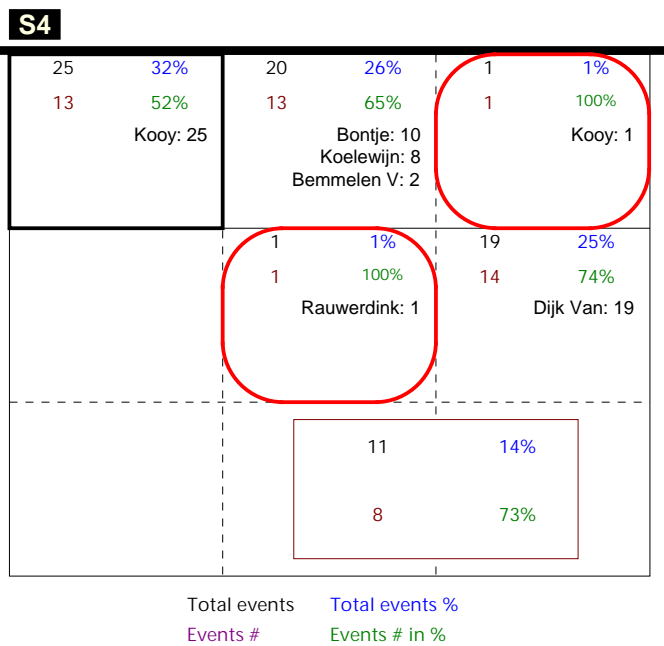 S4
25 32% 20 26% 1 1%
13 52% 13 65% 1 100%
Kooy: 25 Bontje: 10 Kooy: 1
Koelewijn: 8
Bemmelen V: 2
1 1% 19 25%
1 100% 14 74%
Rauwerdink: 1 Dijk Van: 19
11 14%
8 73%
Total events Total events %
Events # Events # in %